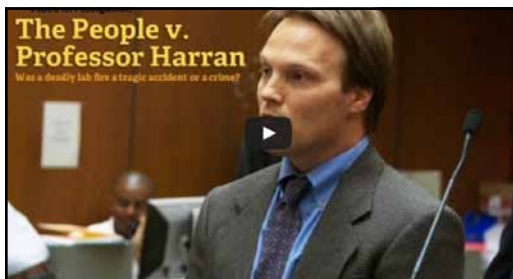 The People v.
Professor Harran
Was a deadly lab fire a tragic accident or a crime?